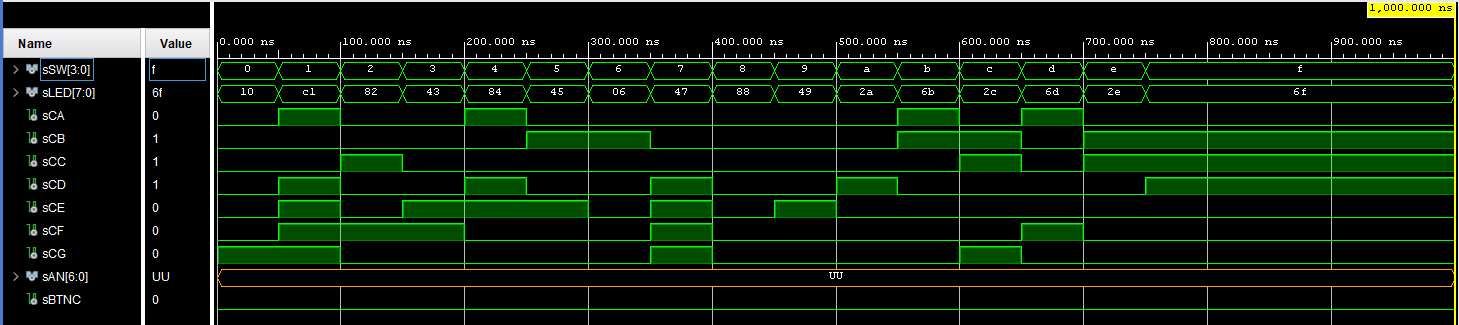 1,000.000 ns
Name Value
0.000 ns 100.000 ns 200.000 ns 300.000 ns 400.000 ns 500.000 ns 600.000 ns 700.000 ns 800.000 ns 900.000 ns
sSW[3:0] f 0 1 2 3 4 5 6 7 8 9 a b c d e f
sLED[7:0] 6f 10 c1 82 43 84 45 06 47 88 49 2a 6b 2c 6d 2e 6f
sCA 0
sCB 1
sCC 1
sCD 1
sCE 0
sCF 0
sCG 0
sAN[6:0] UU UU
sBTNC 0